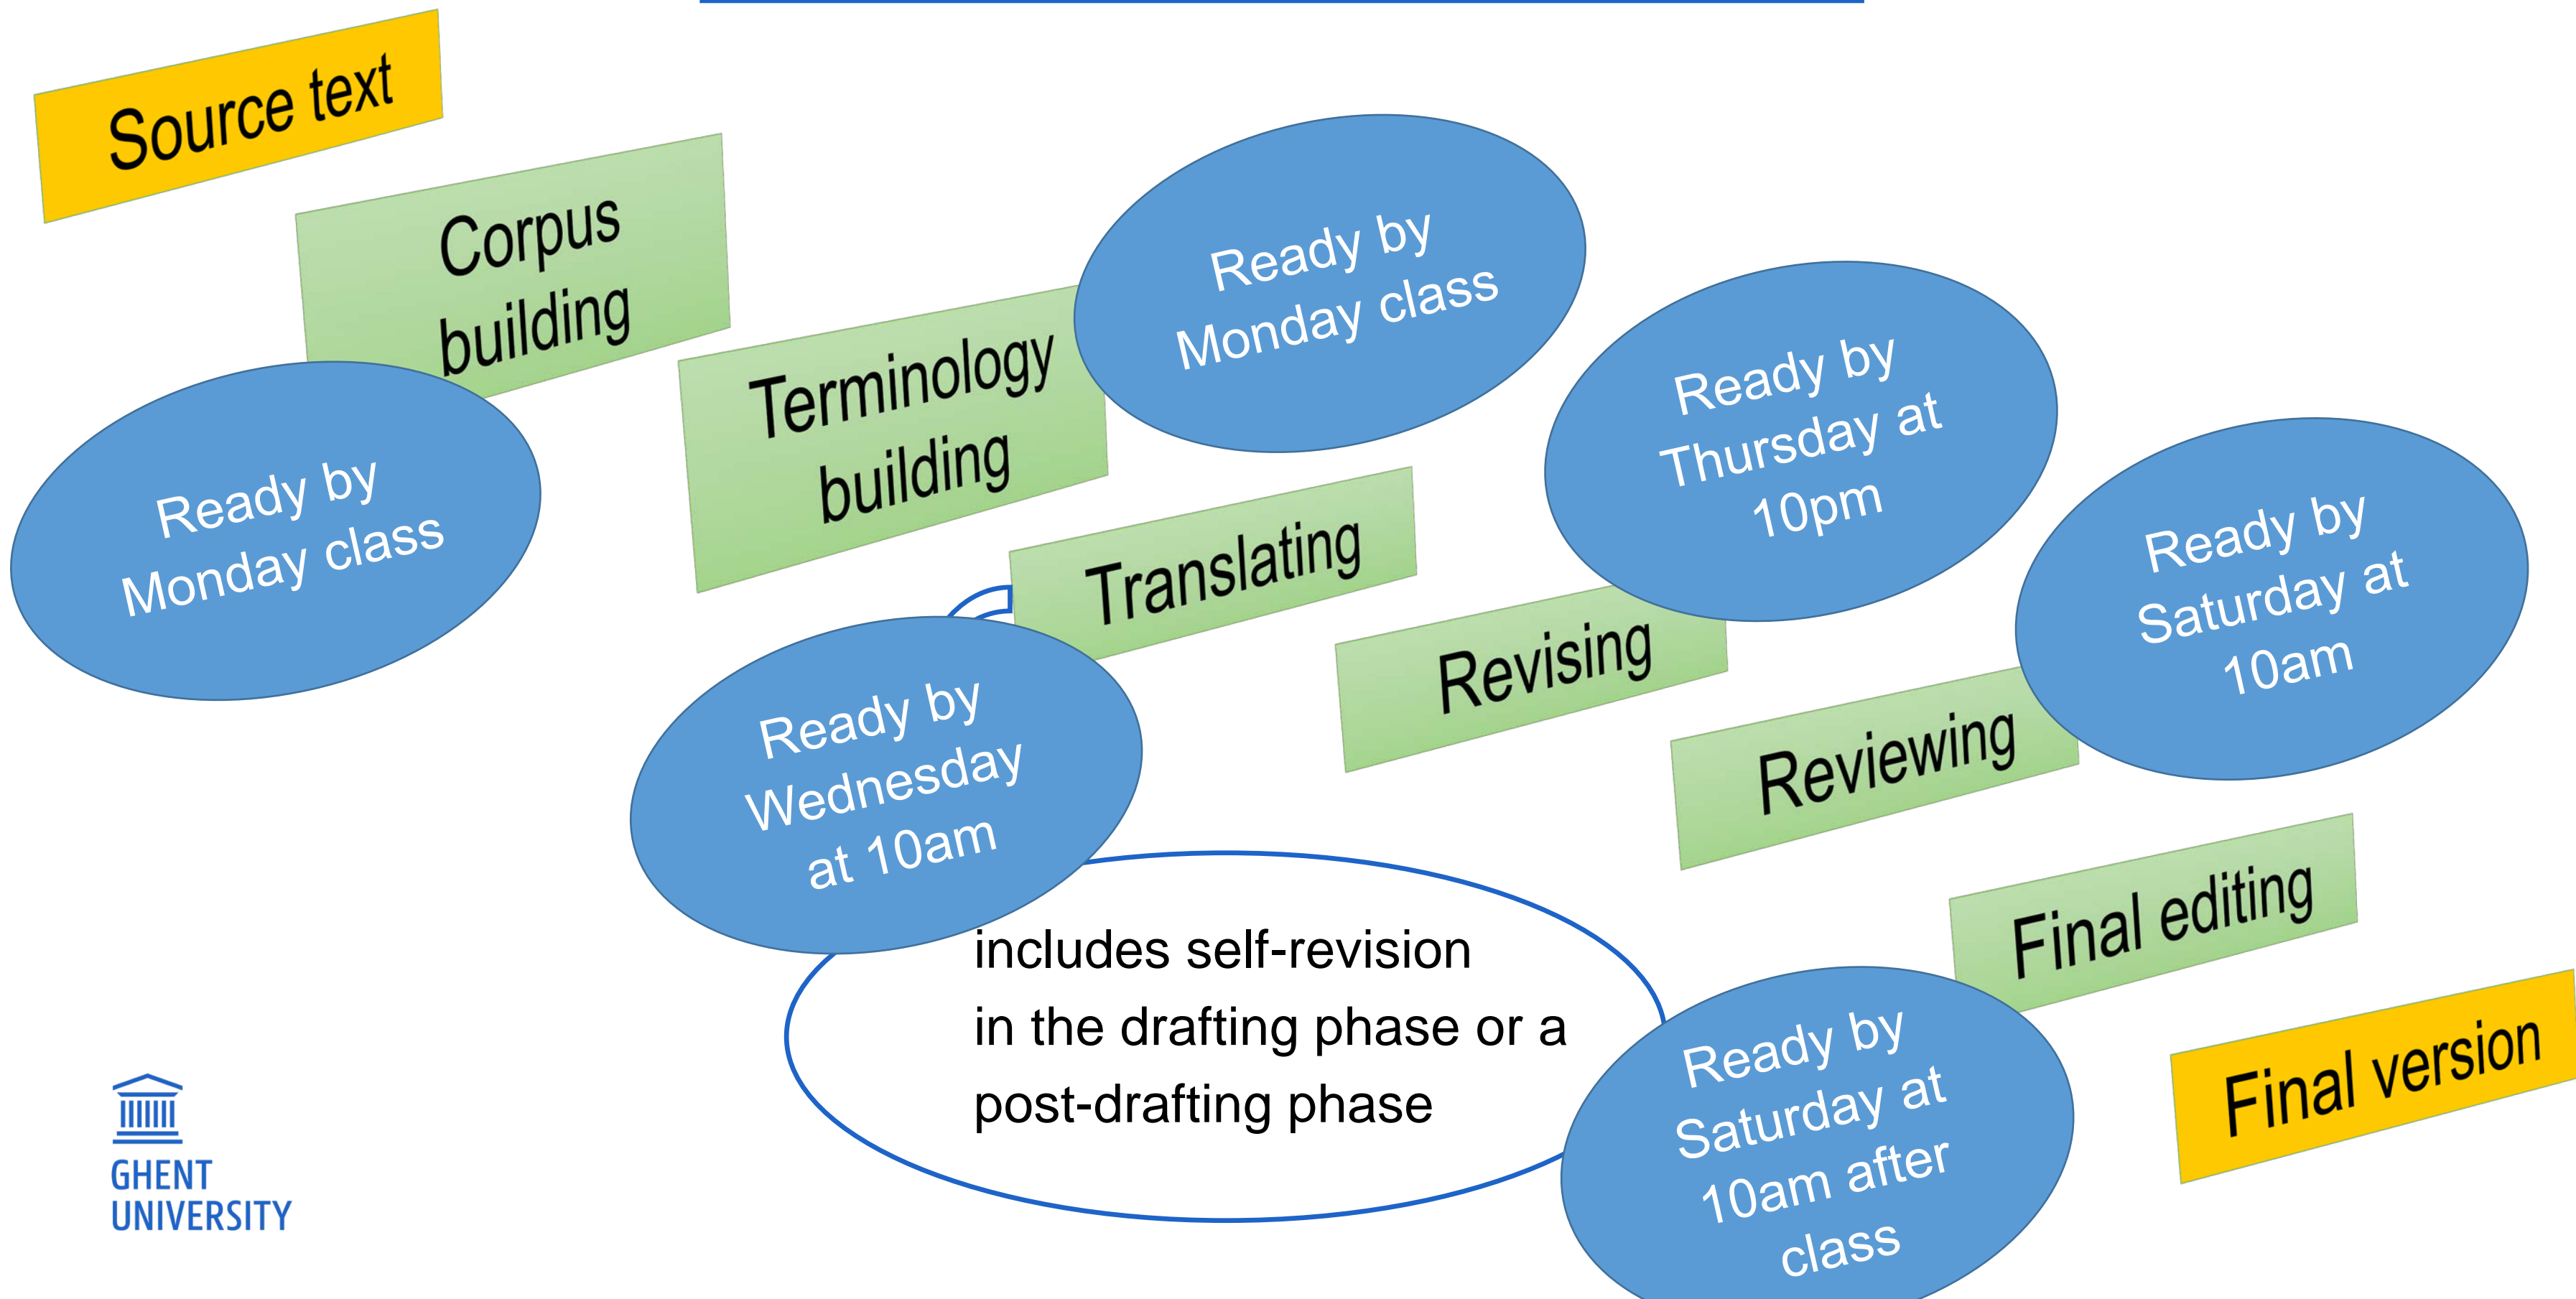 Source text
Corpus
building
Ready by
Monday class
Terminology
building
Ready by
Monday class
Translating
Ready by
Wednesday
at 10am
includes self-revision
in the drafting phase or a
post-drafting phase
Revising
Ready by
Thursday at
10pm
Reviewing
Ready by
Saturday at
10am
Final editing
Ready by
Saturday at
10am after
class
Final version
GHENT
UNIVERSITY